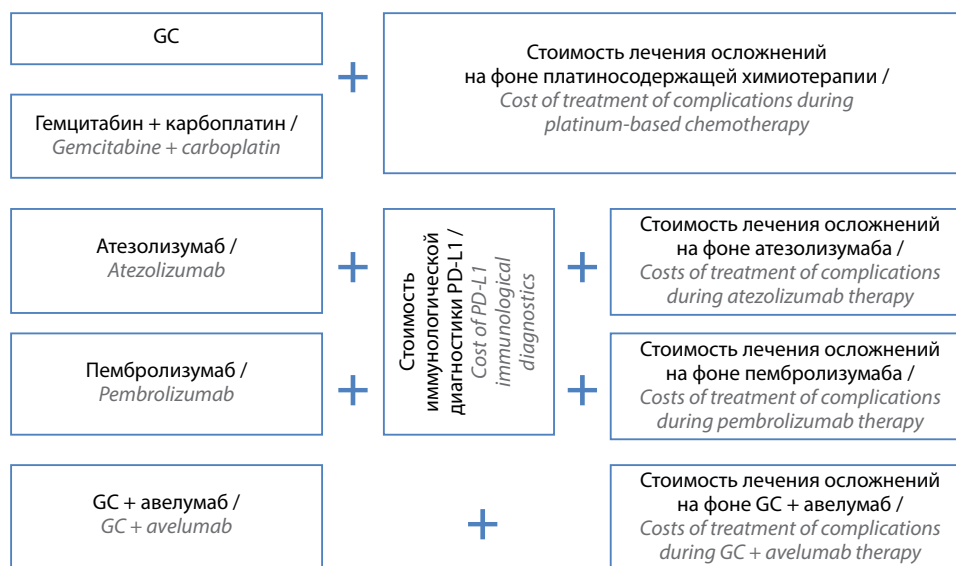 GC
Гемцитабин + карбоплатин /
Gemcitabine + carboplatin
+
Стоимость лечения осложнений
на фоне платиносодержащей химиотерапии /
Cost of treatment of complications during
platinum-based chemotherapy
Атезолизумаб /
Atezolizumab
+
Стоимость
иммунологической
диагностики PD-L1 /
Cost of PD-L1
immunological
diagnostics
+
Стоимость лечения осложнений
на фоне атезолизумаба /
Costs of treatment of complications
during atezolizumab therapy
Пембролизумаб /
Pembrolizumab
+
+
Стоимость лечения осложнений
на фоне пембролизумаба /
Costs of treatment of complications
during pembrolizumab therapy
GC + авелумаб /
GC + avelumab
+
Стоимость лечения осложнений
на фоне GC + авелумаб /
Costs of treatment of complications
during GC + avelumab therapy